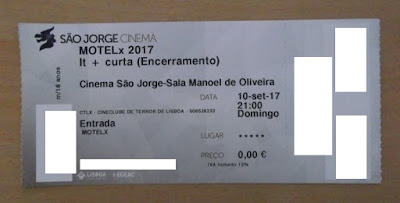 SÃO JORGE CINEMA
MOTELx 2017
It + curta (Encerramento)
Cinema São Jorge-Sala Manoel de Oliveira
DATA 10-set-17
21:00
Domingo
CTLX - CINECLUBE DE TERROR DE LISBOA -
Entrada
MOTELX
LUGAR *****
PREÇO 0,00 €
IVA Incluído 13%
LISBOA EGEAC
m/16 anos